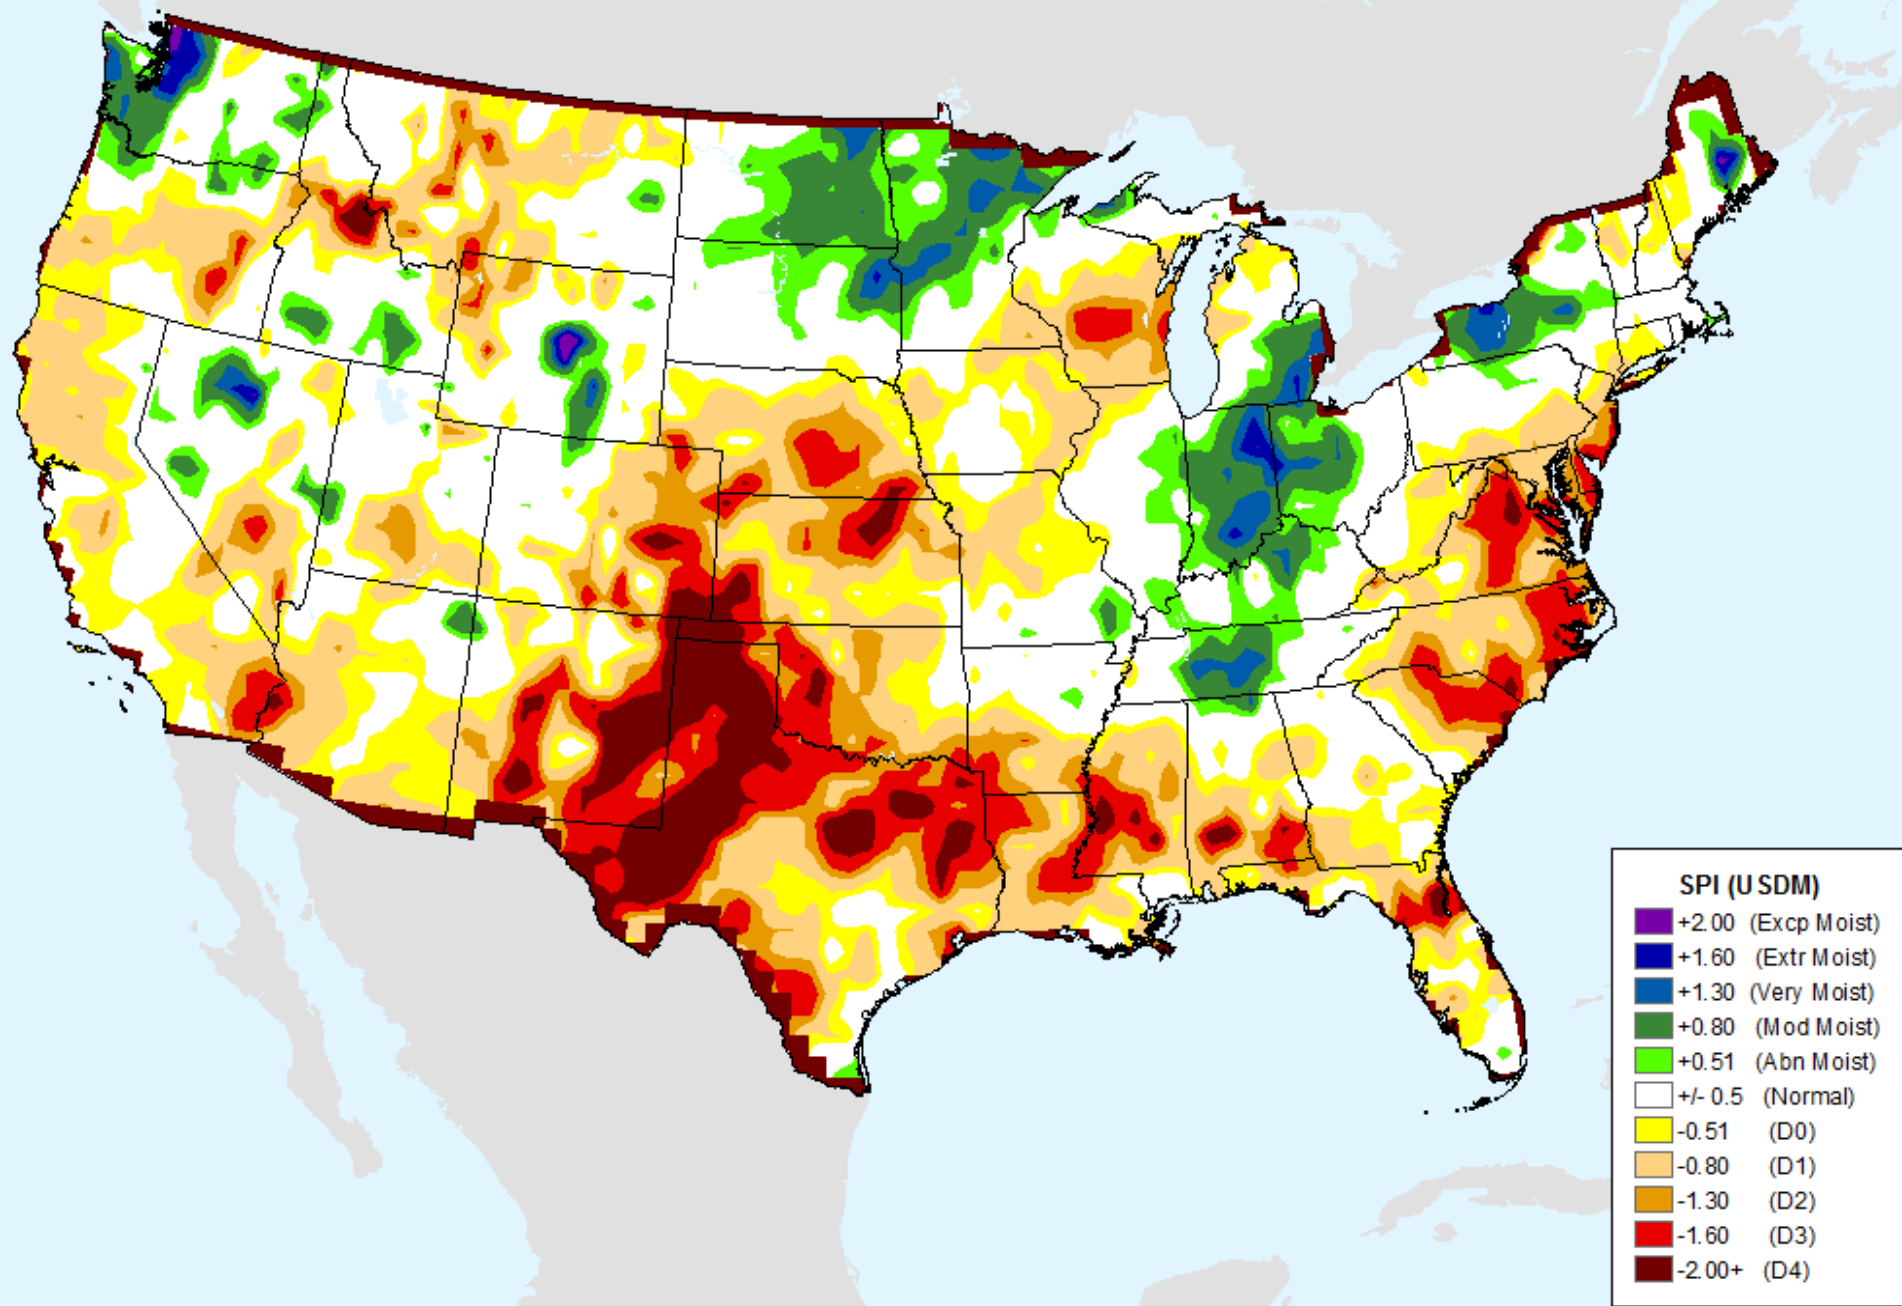 SPI (USDM)
+2.00 (Excp Moist)
+1.60 (Extr Moist)
+1.30 (Very Moist)
+0.80 (Mod Moist)
+0.51 (Abn Moist)
+/- 0.5 (Normal)
-0.51 (D0)
-0.80 (D1)
-1.30 (D2)
-1.60 (D3)
-2.00+ (D4)